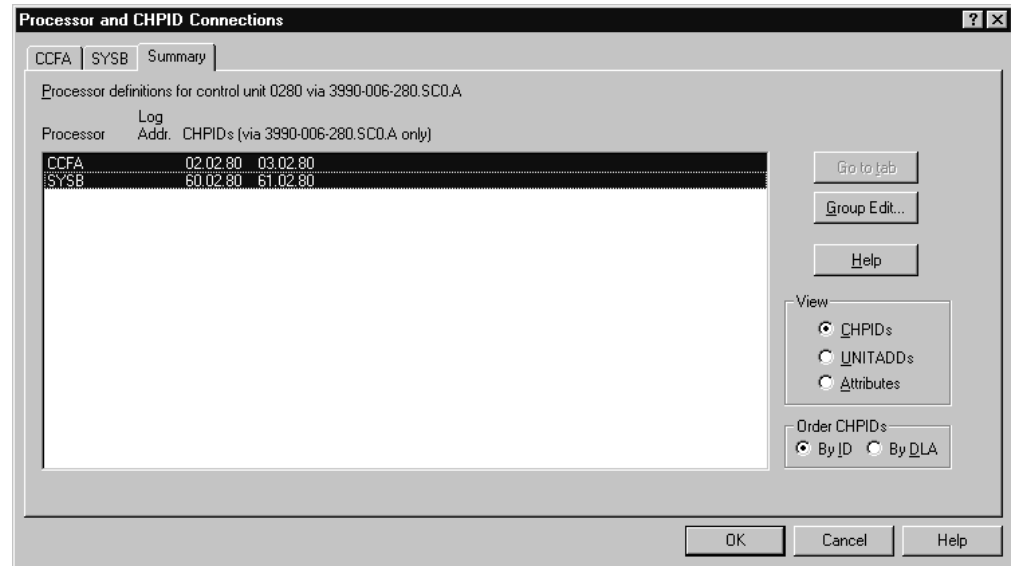 Processor and CHPID Connections
CCFA SYSB Summary
Processor definitions for control unit 0280 via 3990-006-280.SC0.A
Log
Processor Addr. CHPIDs (via 3990-006-280.SC0.A only)
CCFA 02.02.80 03.02.80
SYSB 60.02.80 61.02.80
Go to tab
Group Edit...
Help
View
CHPIDs
UNITADDs
Attributes
Order CHPIDs
By ID By DLA
OK Cancel Help